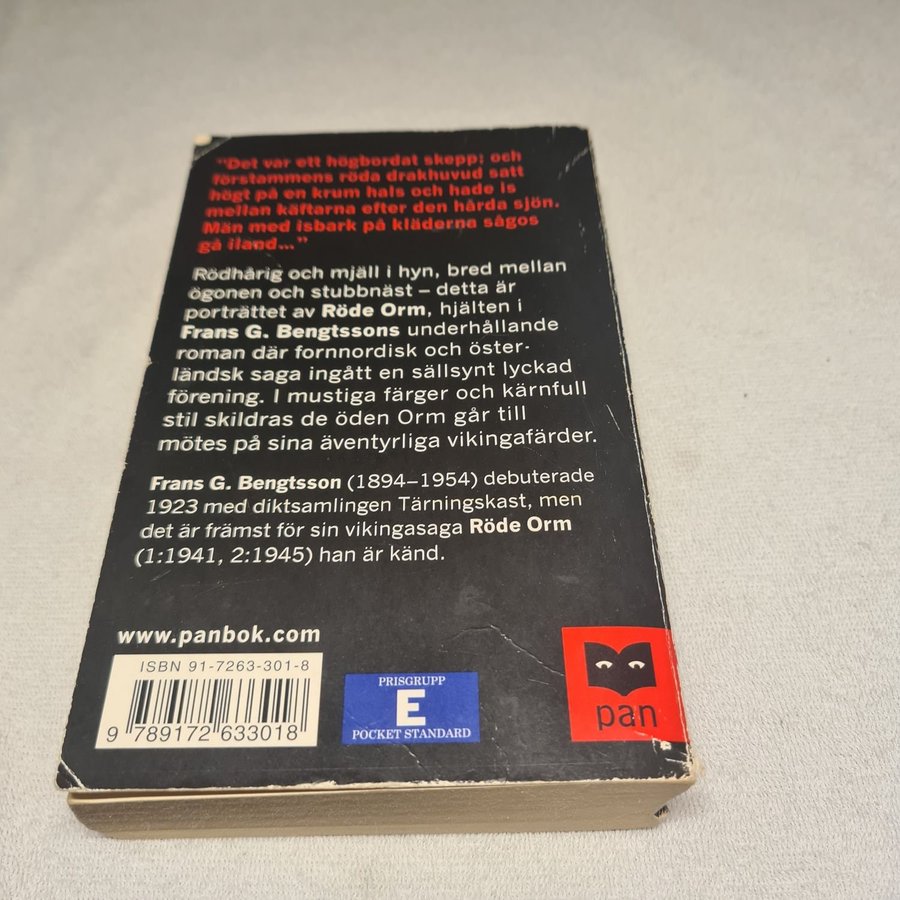 ”Det var ett högbordat skepp; och
förstammens röda drakhuvud satt
högt på en krum hals och hade is
mellan käftarna efter den hårda sjön.
Män med isbark på kläderna sågos
gå iland...”
Rödhårig och mjäll i hyn, bred mellan
ögonen och stubbnäst – detta är
porträttet av Röde Orm, hjälten i
Frans G. Bengtssons underhållande
roman där fornnordisk och öster-
ländsk saga ingått en sällsynt lyckad
förening. I mustiga färger och kärnfull
stil skildras de öden Orm går till
mötes på sina äventyrliga vikingafärder.
Frans G. Bengtsson (1894–1954) debuterade
1923 med diktsamlingen Tärningskast, men
det är främst för sin vikingasaga Röde Orm
(1:1941, 2:1945) han är känd.
www.panbok.com
ISBN 91-7263-301-8
9 789172 633018
PRISGRUPP
E
POCKET STANDARD
pan